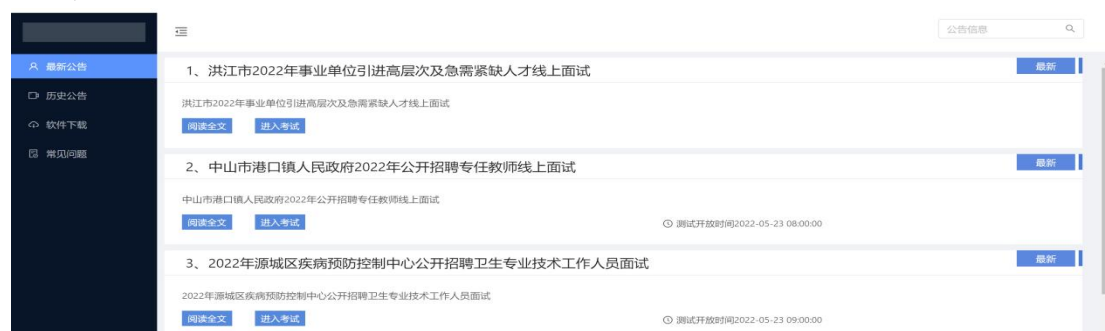 公告信息
最新公告
历史公告
软件下载
常见问题
1、洪江市2022年事业单位引进高层次及急需紧缺人才线上面试
最新
洪江市2022年事业单位引进高层次及急需紧缺人才线上面试
阅读全文 进入考试
2、中山市港口镇人民政府2022年公开招聘专任教师线上面试
最新
中山市港口镇人民政府2022年公开招聘专任教师线上面试
阅读全文 进入考试 测试开放时间2022-05-23 08:00:00
3、2022年源城区疾病预防控制中心公开招聘卫生专业技术工作人员面试
最新
2022年源城区疾病预防控制中心公开招聘卫生专业技术工作人员面试
阅读全文 进入考试 测试开放时间2022-05-23 09:00:00